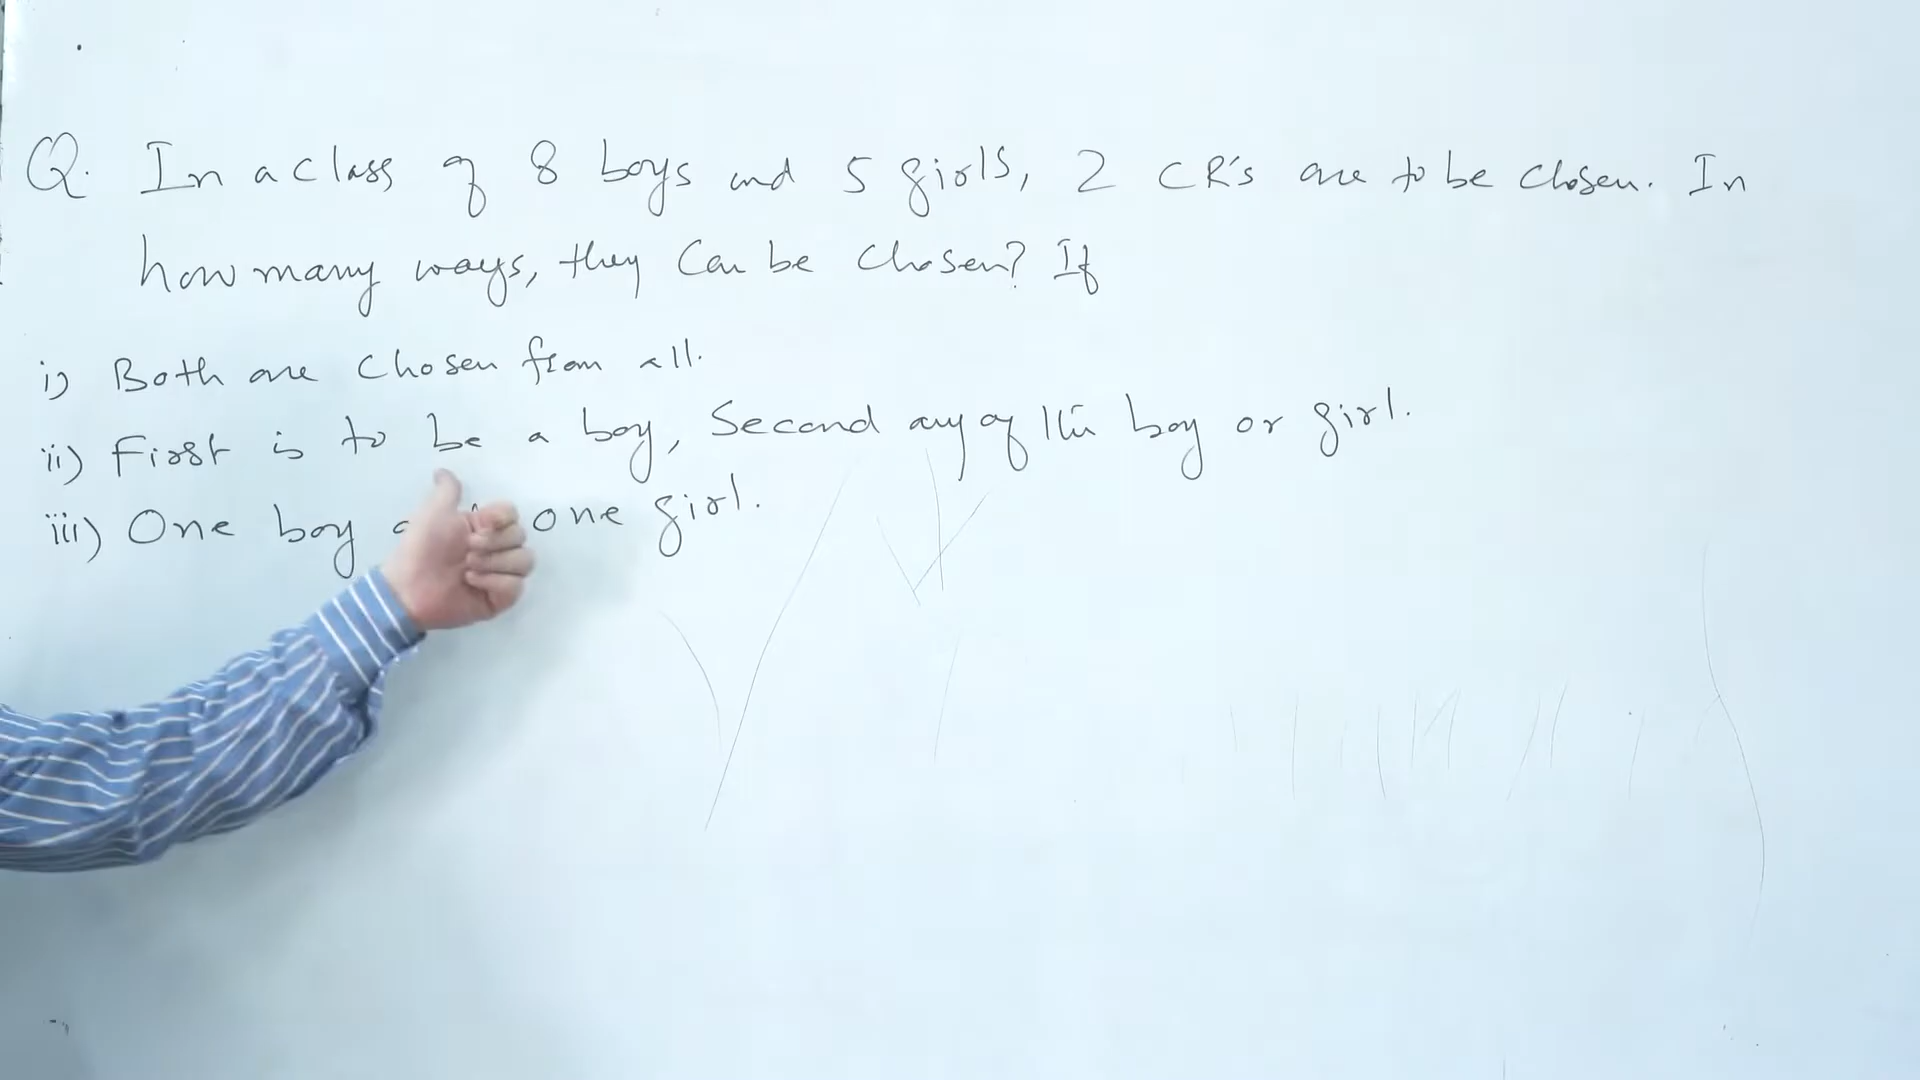 Q. In a class of 8 boys and 5 girls, 2 CR's are to be chosen. In
how many ways, they can be chosen? If
i) Both are chosen from all.
ii) First is to be a boy, Second any of the boy or girl.
iii) One boy one girl.